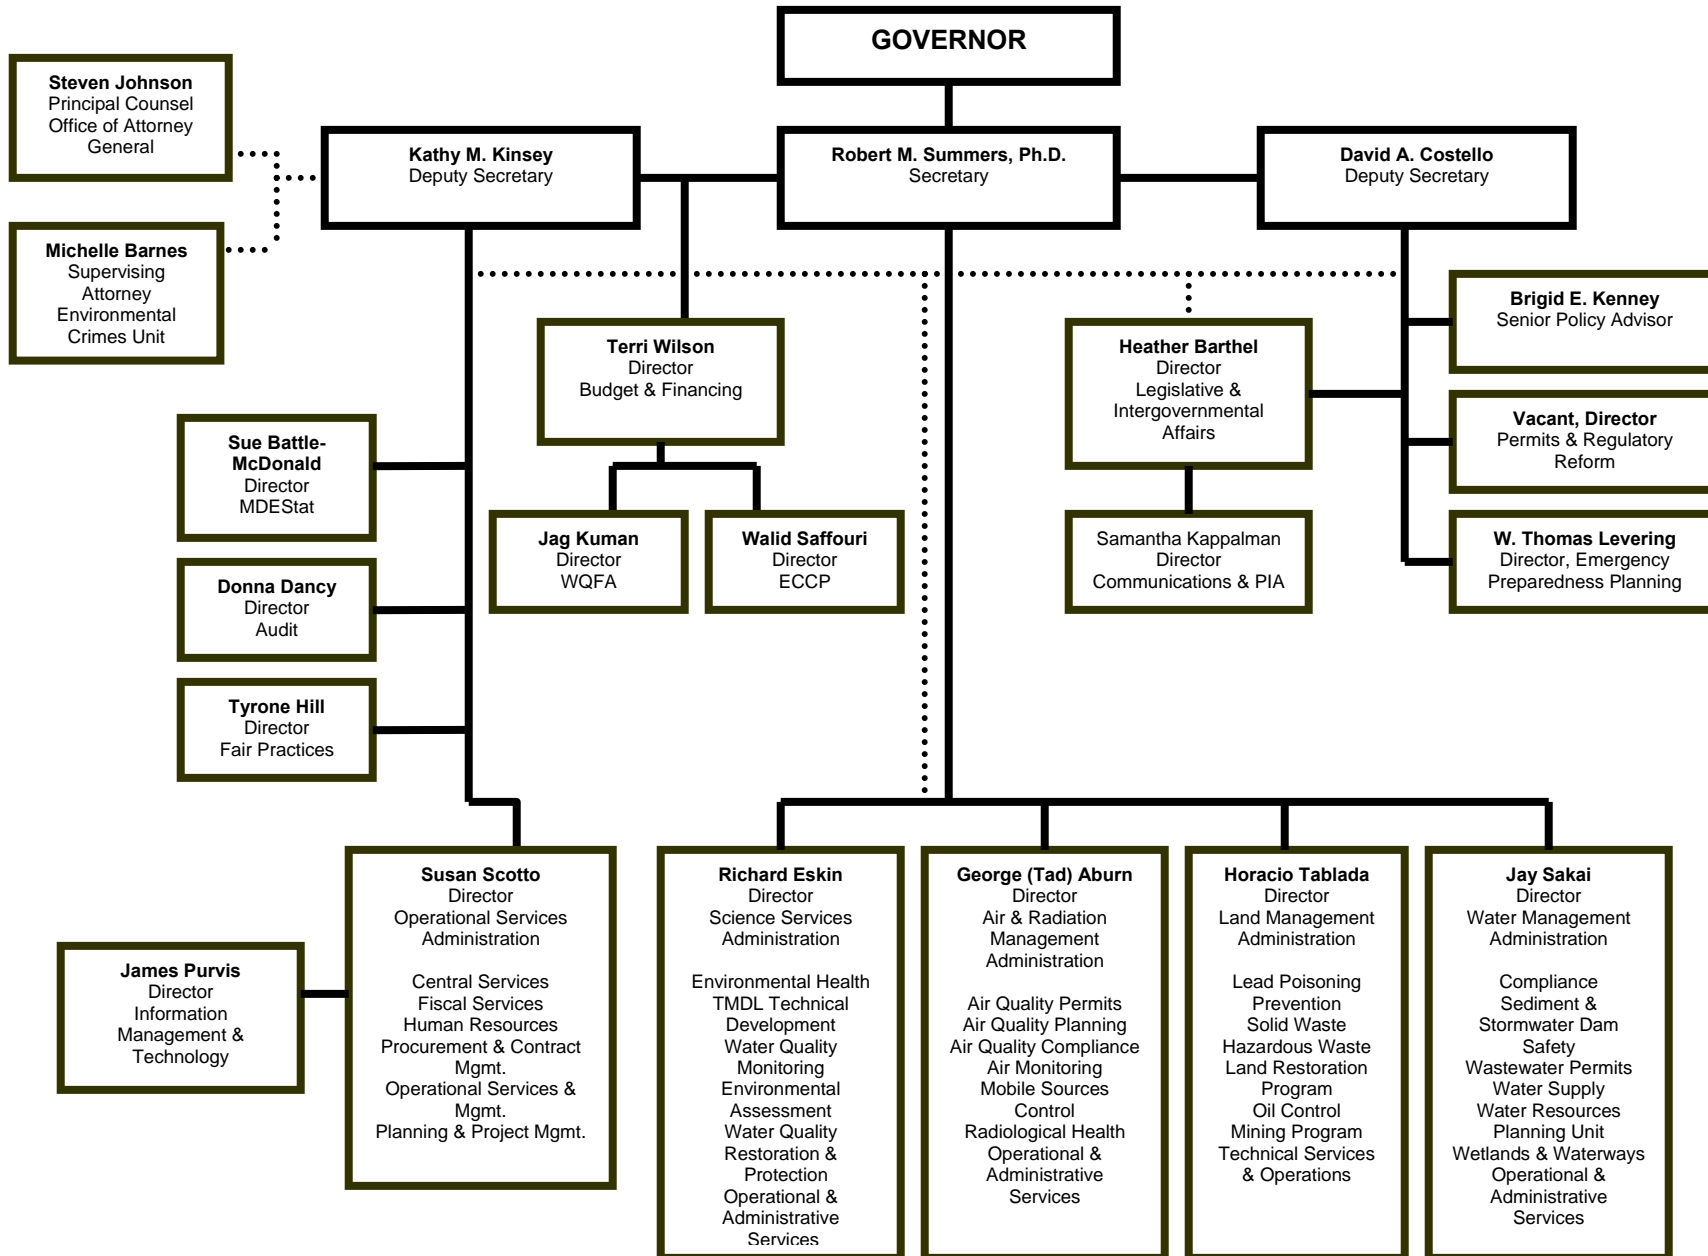 GOVERNOR
Steven Johnson
Principal Counsel
Office of Attorney
General
Kathy M. Kinsey
Deputy Secretary
Robert M. Summers, Ph.D.
Secretary
David A. Costello
Deputy Secretary
Michelle Barnes
Supervising
Attorney
Environmental
Crimes Unit
Brigid E. Kenney
Senior Policy Advisor
Terri Wilson
Director
Budget & Financing
Heather Barthel
Director
Legislative &
Intergovernmental
Affairs
Vacant, Director
Permits & Regulatory
Reform
Sue Battle-
McDonald
Director
MDEStat
Jag Kuman
Director
WQFA
Walid Saffouri
Director
ECCP
Samantha Kappalman
Director
Communications & PIA
W. Thomas Levering
Director, Emergency
Preparedness Planning
Donna Dancy
Director
Audit
Tyrone Hill
Director
Fair Practices
James Purvis
Director
Information
Management &
Technology
Susan Scotto
Director
Operational Services
Administration
Central Services
Fiscal Services
Human Resources
Procurement & Contract
Mgmt.
Operational Services &
Mgmt.
Planning & Project Mgmt.
Richard Eskin
Director
Science Services
Administration
Environmental Health
TMDL Technical
Development
Water Quality
Monitoring
Environmental
Assessment
Water Quality
Restoration &
Protection
Operational &
Administrative
Services
George (Tad) Aburn
Director
Air & Radiation
Management
Administration
Air Quality Permits
Air Quality Planning
Air Quality Compliance
Air Monitoring
Mobile Sources
Control
Radiological Health
Operational &
Administrative
Services
Horacio Tablada
Director
Land Management
Administration
Lead Poisoning
Prevention
Solid Waste
Hazardous Waste
Land Restoration
Program
Oil Control
Mining Program
Technical Services
& Operations
Jay Sakai
Director
Water Management
Administration
Compliance
Sediment &
Stormwater Dam
Safety
Wastewater Permits
Water Supply
Water Resources
Planning Unit
Wetlands & Waterways
Operational &
Administrative
Services